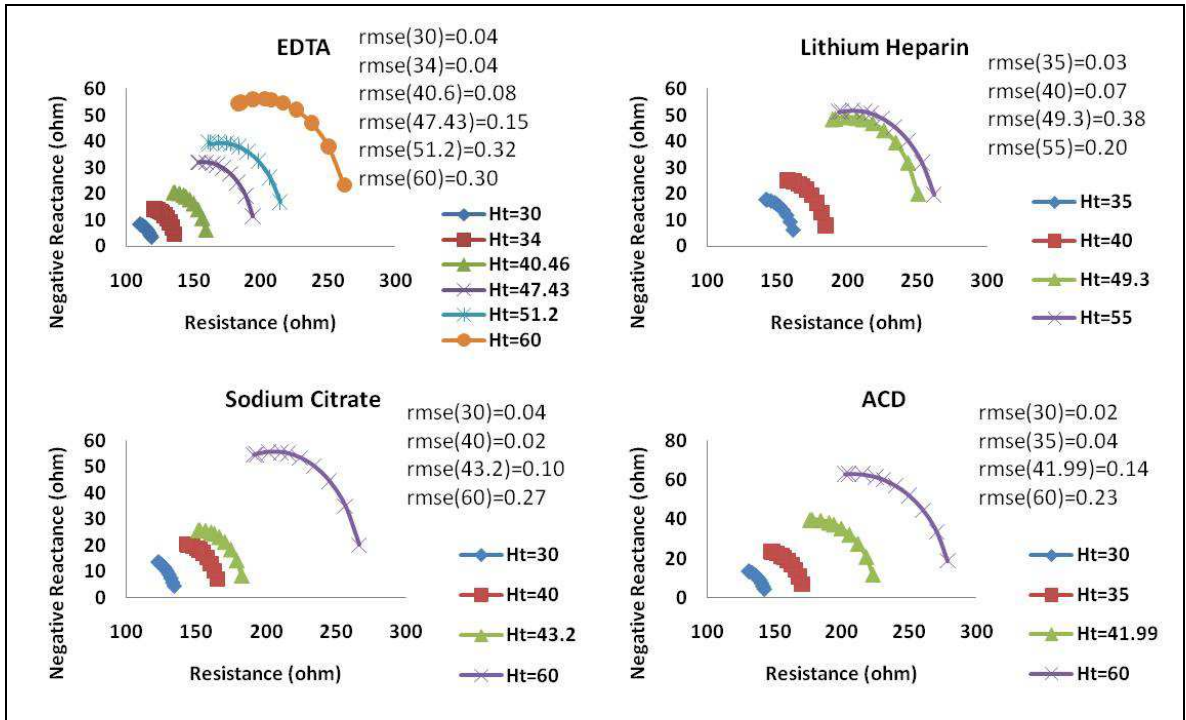 EDTA
rmse(30)=0.04
rmse(34)=0.04
rmse(40.6)=0.08
rmse(47.43)=0.15
rmse(51.2)=0.32
rmse(60)=0.30
Negative Reactance (ohm)
60
50
40
30
20
10
0
100 150 200 250 300
Resistance (ohm)
Ht=30
Ht=34
Ht=40.46
Ht=47.43
Ht=51.2
Ht=60
Lithium Heparin
rmse(35)=0.03
rmse(40)=0.07
rmse(49.3)=0.38
rmse(55)=0.20
Negative Reactance (ohm)
60
50
40
30
20
10
0
100 150 200 250 300
Resistance (ohm)
Ht=35
Ht=40
Ht=49.3
Ht=55
Sodium Citrate
rmse(30)=0.04
rmse(40)=0.02
rmse(43.2)=0.10
rmse(60)=0.27
Negative Reactance (ohm)
60
50
40
30
20
10
0
100 150 200 250 300
Resistance (ohm)
Ht=30
Ht=40
Ht=43.2
Ht=60
ACD
rmse(30)=0.02
rmse(35)=0.04
rmse(41.99)=0.14
rmse(60)=0.23
Negative Reactance (ohm)
80
60
40
20
0
100 150 200 250 300
Resistance (ohm)
Ht=30
Ht=35
Ht=41.99
Ht=60